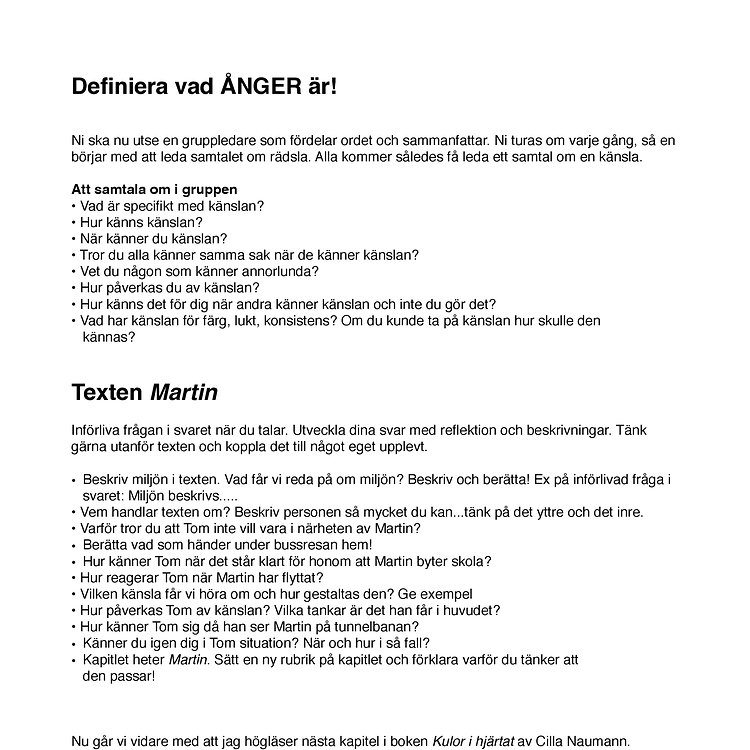 Definiera vad ÅNGER är!
Ni ska nu utse en gruppledare som fördelar ordet och sammanfattar. Ni turas om varje gång, så en
börjar med att leda samtalet om rädsla. Alla kommer således få leda ett samtal om en känsla.
Att samtala om i gruppen
• Vad är specifikt med känslan?
• Hur känns känslan?
• När känner du känslan?
• Tror du alla känner samma sak när de känner känslan?
• Vet du någon som känner annorlunda?
• Hur påverkas du av känslan?
• Hur känns det för dig när andra känner känslan och inte du gör det?
• Vad har känslan för färg, lukt, konsistens? Om du kunde ta på känslan hur skulle den
kännas?
Texten Martin
Införliva frågan i svaret när du talar. Utveckla dina svar med reflektion och beskrivningar. Tänk
gärna utanför texten och koppla det till något eget upplevt.
• Beskriv miljön i texten. Vad får vi reda på om miljön? Beskriv och berätta! Ex på införlivad fråga i
svaret: Miljön beskrivs.....
• Vem handlar texten om? Beskriv personen så mycket du kan...tänk på det yttre och det inre.
• Varför tror du att Tom inte vill vara i närheten av Martin?
• Berätta vad som händer under bussresan hem!
• Hur känner Tom när det står klart för honom att Martin byter skola?
• Hur reagerar Tom när Martin har flyttat?
• Vilken känsla får vi höra om och hur gestaltas den? Ge exempel
• Hur påverkas Tom av känslan? Vilka tankar är det han får i huvudet?
• Hur känner Tom sig då han ser Martin på tunnelbanan?
• Känner du igen dig i Tom situation? När och hur i så fall?
• Kapitlet heter Martin. Sätt en ny rubrik på kapitlet och förklara varför du tänker att
den passar!
Nu går vi vidare med att jag högläser nästa kapitel i boken Kulor i hjärtat av Cilla Naumann.